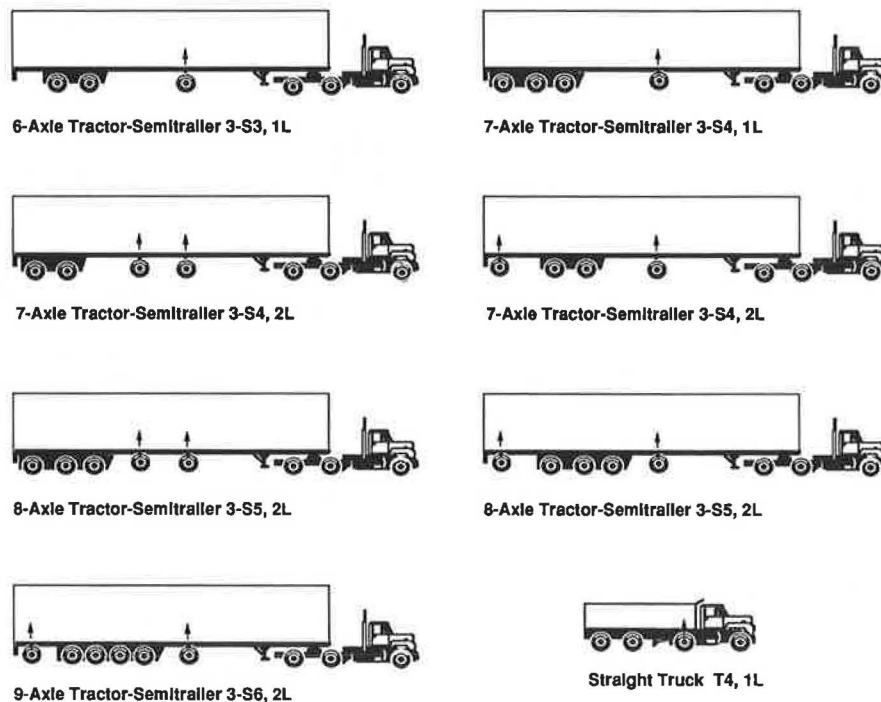 6-Axle Tractor-Semitrailer 3-S3, 1L
7-Axle Tractor-Semitrailer 3-S4, 1L
7-Axle Tractor-Semitrailer 3-S4, 2L
7-Axle Tractor-Semitrailer 3-S4, 2L
8-Axle Tractor-Semitrailer 3-S5, 2L
8-Axle Tractor-Semitrailer 3-S5, 2L
9-Axle Tractor-Semitrailer 3-S6, 2L
Straight Truck T4, 1L